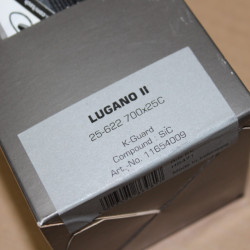 LUGANO II
25-622 700x25C
K-Guard
Compound : SiC
Art.-No.: 11654009